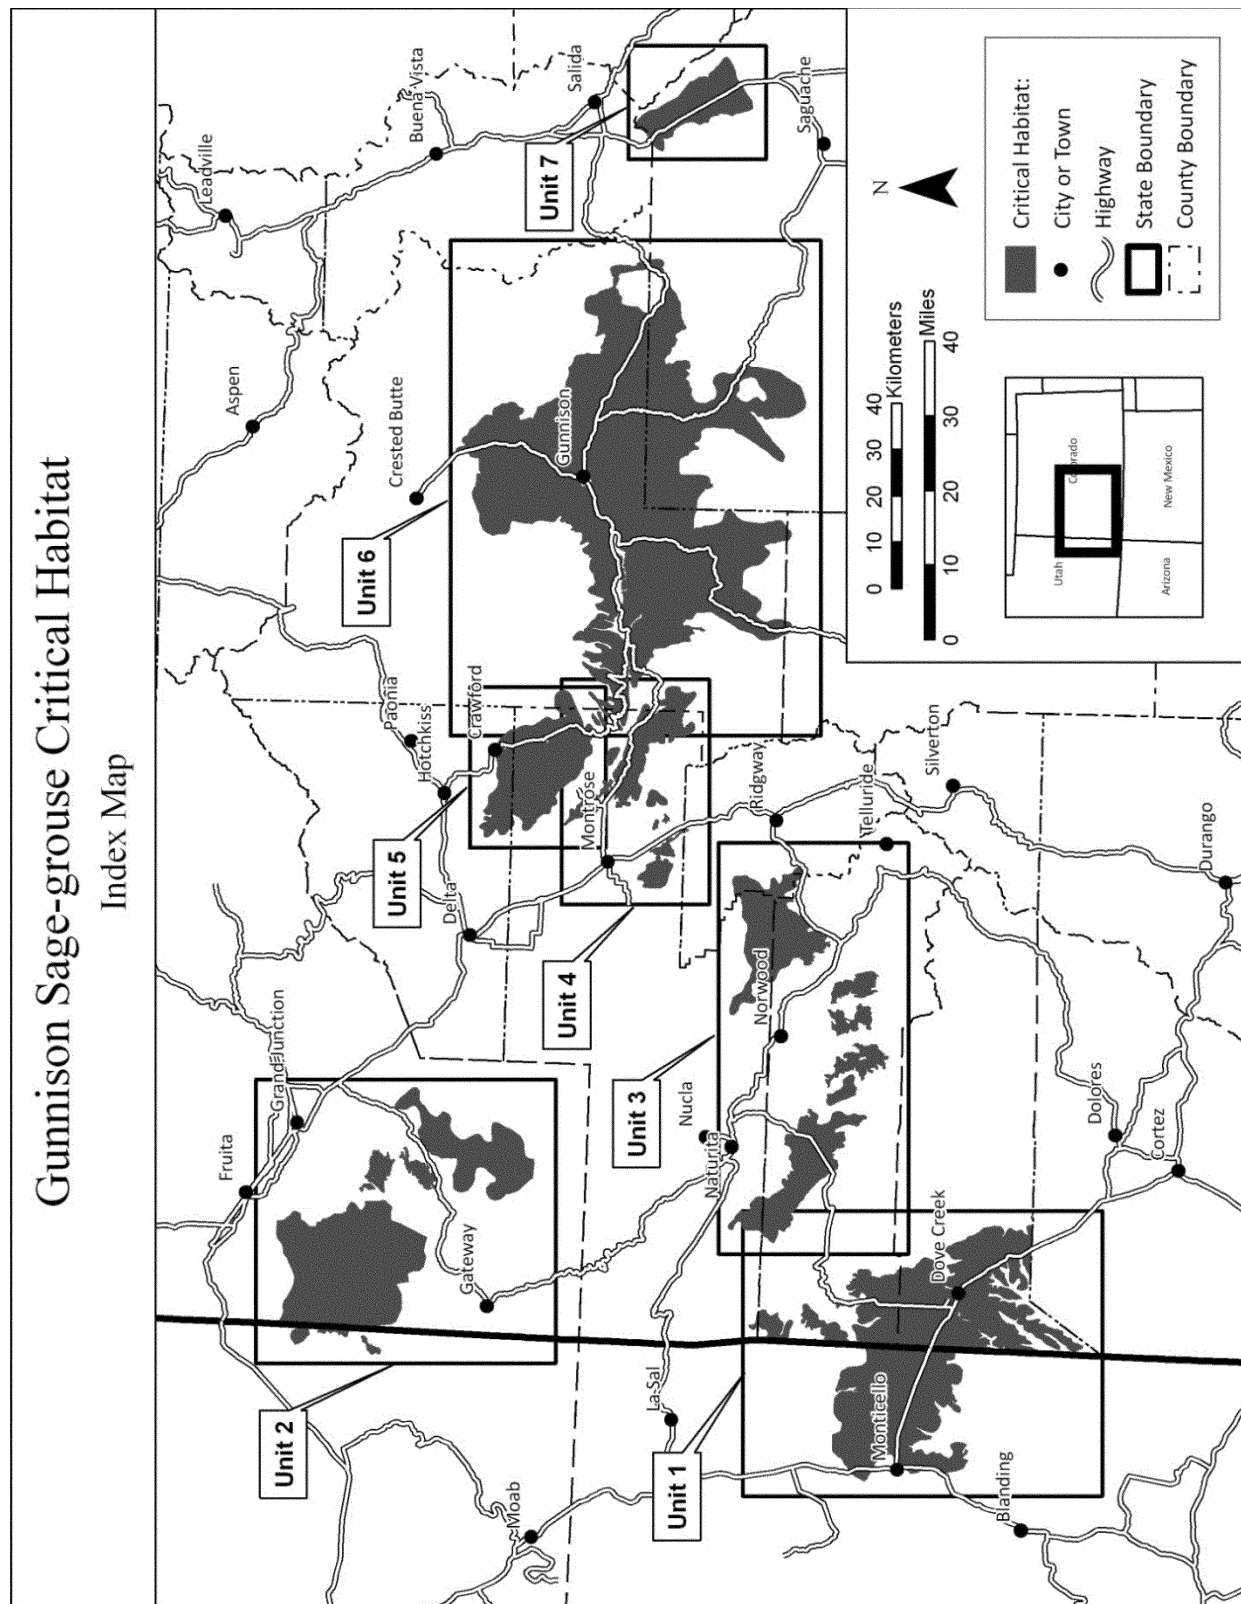 Gunnison Sage-grouse Critical Habitat
Index Map
Leadville
Buena Vista
Salida
Saguache
Unit 7
Aspen
Crested Butte
Gunnison
Unit 6
Paonia
Hotchkiss
Crawford
Unit 5
Delta
Montrose
Unit 4
Ridgway
Telluride
Silverton
Durango
Grand Junction
Fruita
Gateway
Unit 2
Norwood
Unit 3
Nucla
Naturita
Dolores
Cortez
Dove Creek
La Sal
Monticello
Unit 1
Moab
Blanding
N
0 10 20 30 40
Kilometers
Miles
0 10 20 30 40
Utah
Colorado
Arizona
New Mexico
Critical Habitat:
City or Town
Highway
State Boundary
County Boundary